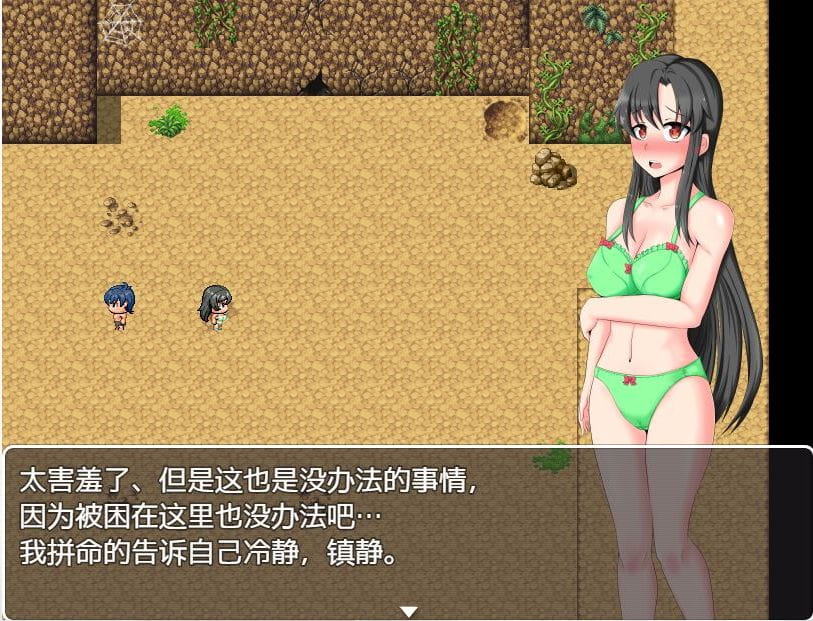 太害羞了、但是这也是没办法的事情，
因为被困在这里也没办法吧…
我拼命的告诉自己冷静，镇静。